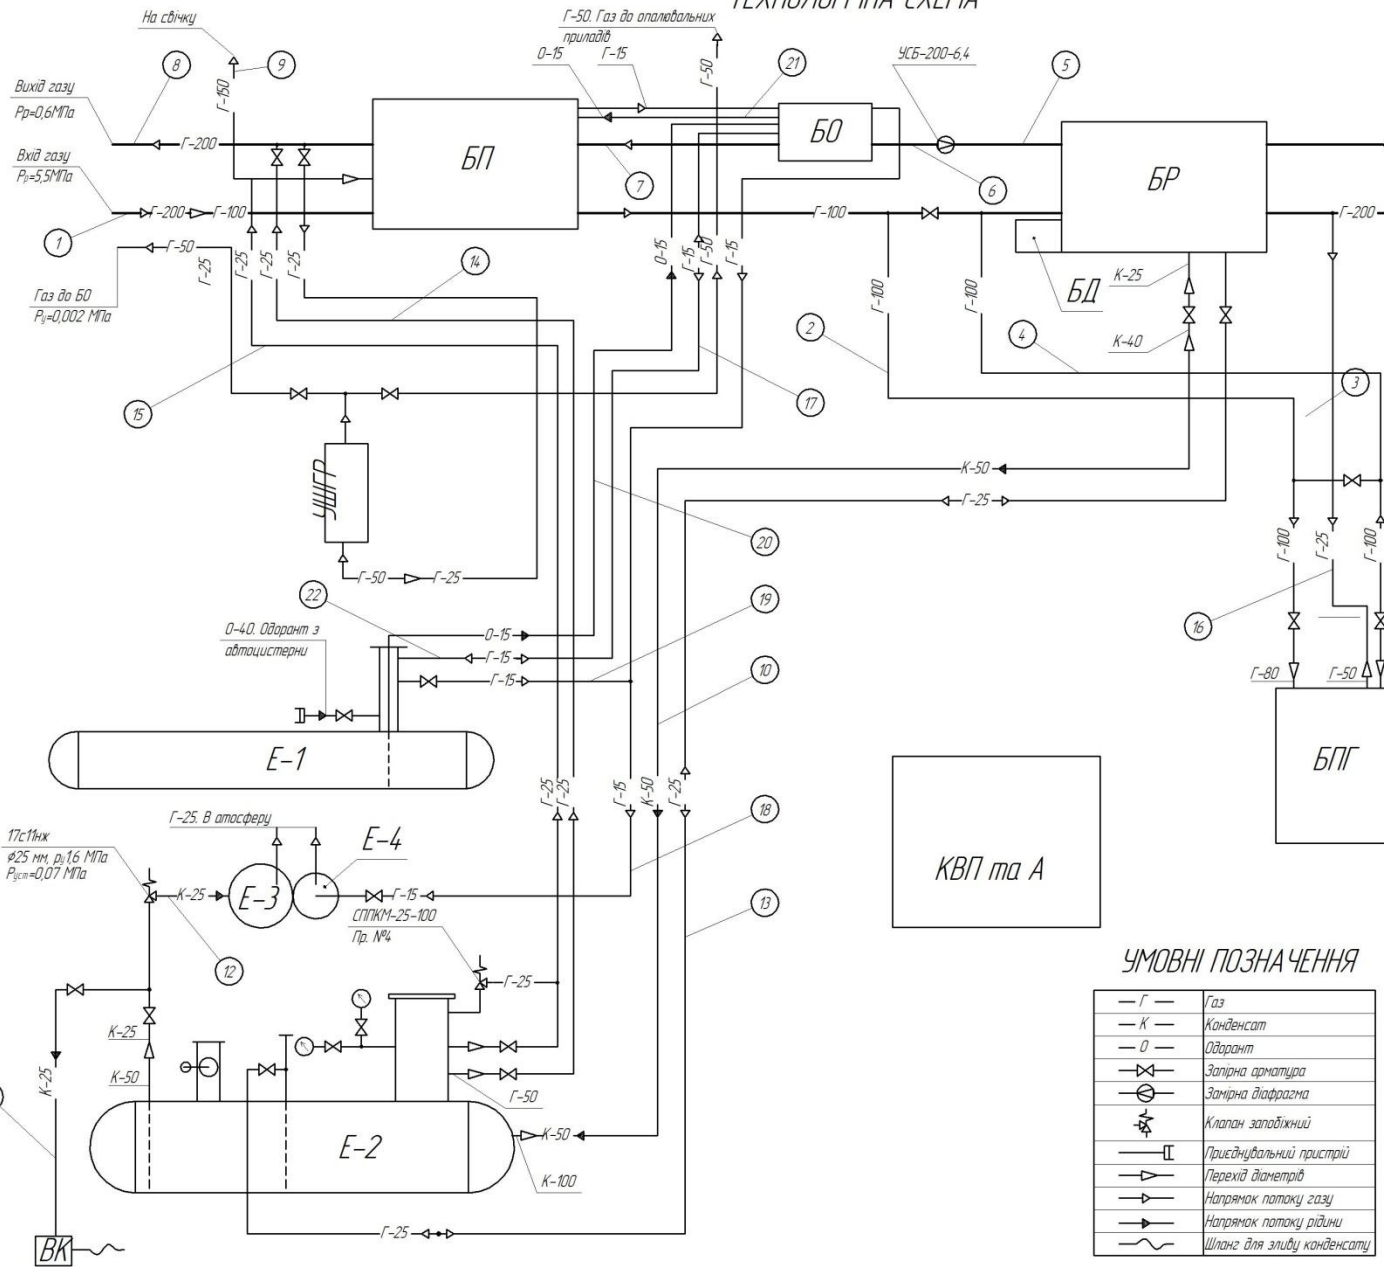 ТЕХНОЛОГІЧНА СХЕМА
На свічку
Г-50. Газ до опалювальних
приладів
О-15
Г-15
21
УСБ-200-6,4
5
8
9
Вихід газу
Рр=0,6МПа
Г-150
Г-50
Г-200
БП
БО
БР
Вхід газу
Рр=5,5МПа
7
6
Г-200
Г-100
Г-100
Г-200
1
Г-50
Г-25
Г-25
Г-25
Г-25
14
О-15
Г-15
Г-50
Г-15
К-25
БД
Газ до БО
Ру=0,002 МПа
Г-100
Г-100
2
4
К-40
15
17
3
УШГР
К-50
Г-25
20
Г-100
Г-25
Г-100
Г-50
Г-25
22
19
16
О-40. Одорант з
автоцистерни
О-15
Г-15
Г-15
10
Г-80
Г-50
Е-1
БПГ
Г-25
Г-25
Г-15
К-50
Г-25
Г-25. В атосферу
Е-4
18
17с11нж
ф25 мм, ру1,6 МПа
Руст=0,07 МПа
К-25
Е-3
Г-15
КВП та А
13
СППКМ-25-100
Пр. №4
12
Г-25
УМОВНІ ПОЗНАЧЕННЯ
Г
Газ
К
Конденсат
О
Одорант
Запірна арматура
Замірна діафрагма
Клапан запобіжний
Приєднувальний пристрій
Перехід діаметрів
Напрямок потоку газу
Напрямок потоку рідини
Шланг для зливу конденсату
К-25
К-25
К-50
Г-50
Е-2
К-50
К-100
Г-25
ВК